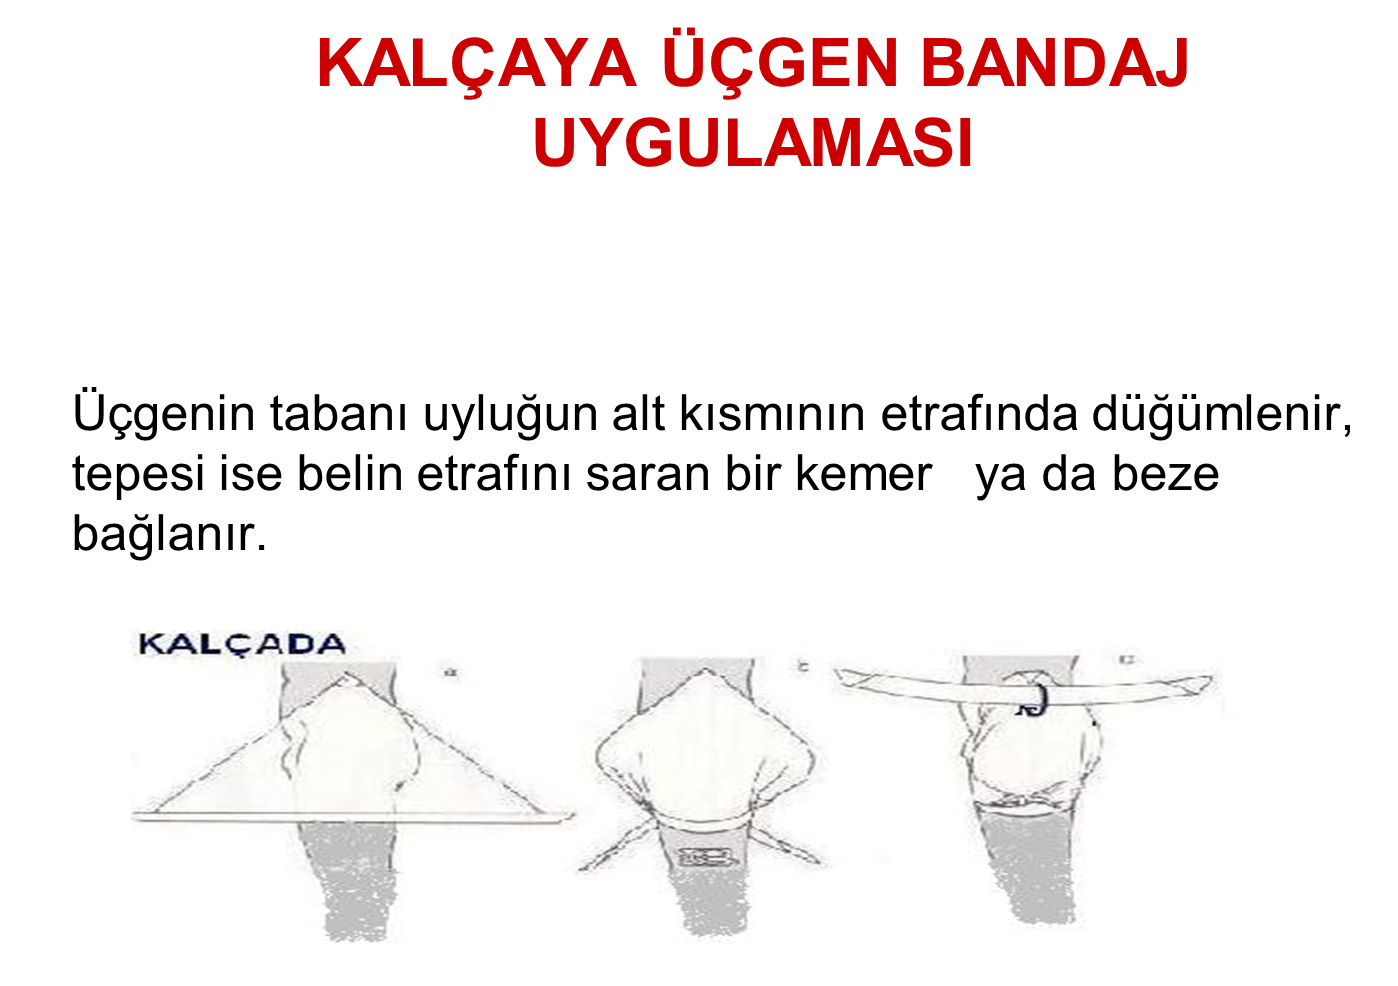 KALÇAYA ÜÇGEN BANDAJ
UYGULAMASI
Üçgenin tabanı uyluğun alt kısmının etrafında düğümlenir,
tepesi ise belin etrafını saran bir kemer ya da beze
bağlanır.
KALÇADA
a